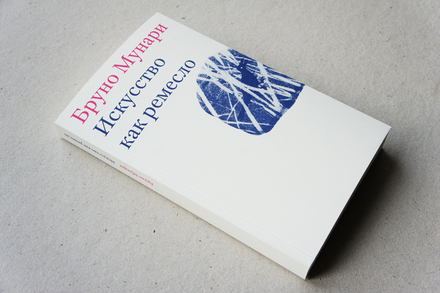 Бруно Мунари
Искусство
как ремесло